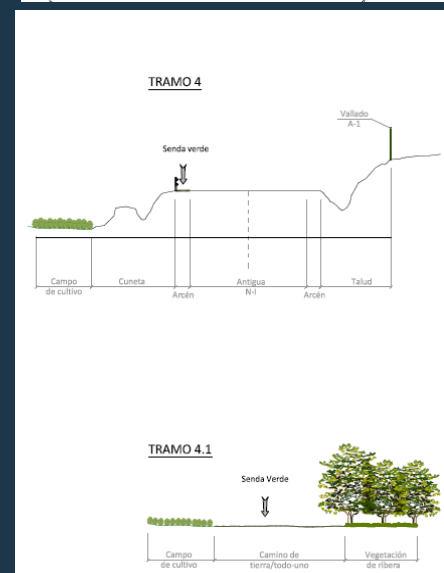 TRAMO 4
Vallado
A-1
Senda verde
Campo
de cultivo
Cuneta
Arcén
Antigua
N-I
Arcén
Talud
TRAMO 4.1
Senda Verde
Campo
de cultivo
Camino de
tierra/todo-uno
Vegetación
de ribera